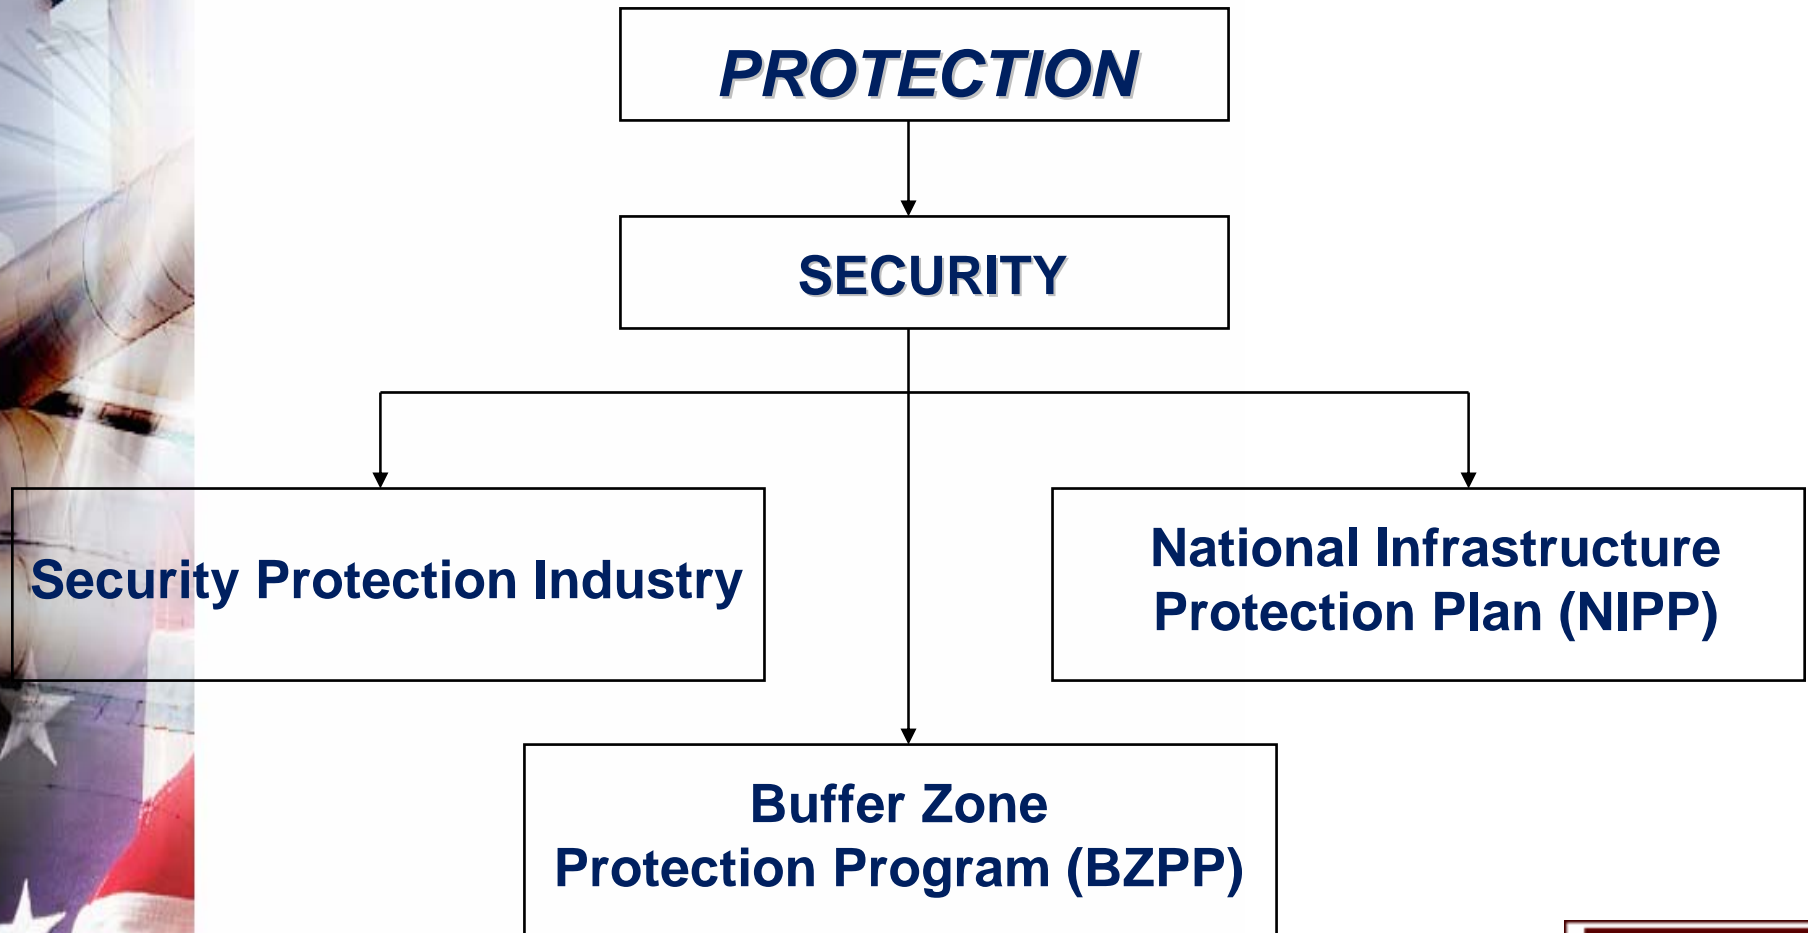 PROTECTION
SECURITY
Security Protection Industry
National Infrastructure
Protection Plan (NIPP)
Buffer Zone
Protection Program (BZPP)